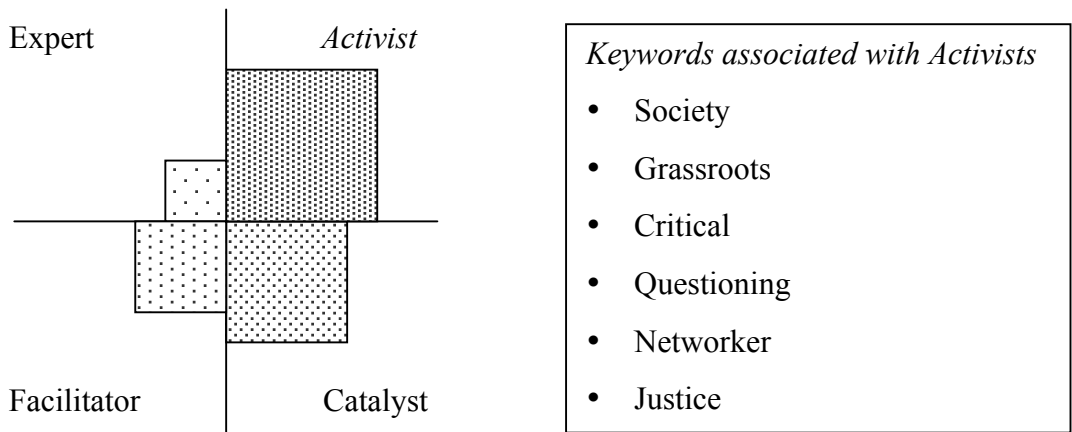 Expert
Activist
Facilitator
Catalyst
Keywords associated with Activists
• Society
• Grassroots
• Critical
• Questioning
• Networker
• Justice